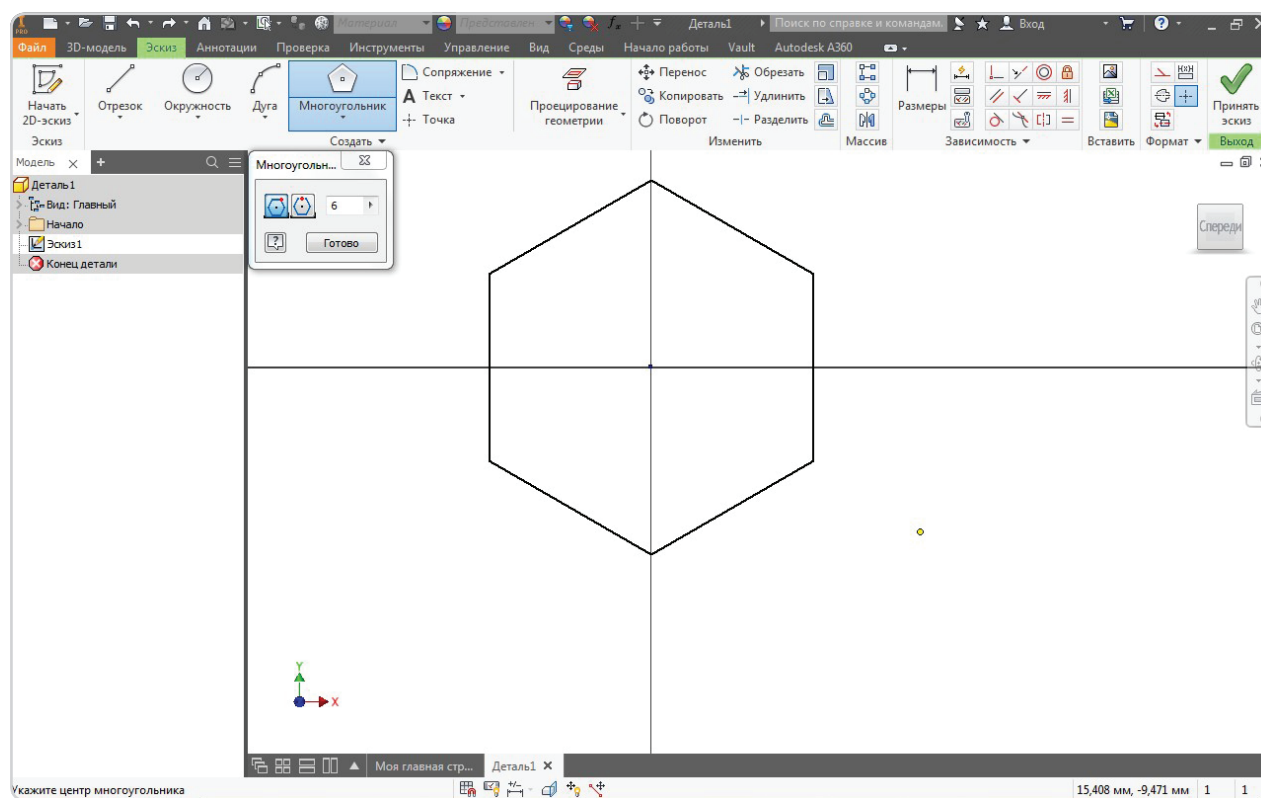 PRO Материал Представлен fx Деталь1 Поиск по справке и командам. Вход
Файл 3D-модель Эскиз Аннотации Проверка Инструменты Управление Вид Среды Начало работы Vault Autodesk A360
Начать 2D-эскиз Отрезок Окружность Дуга Многоугольник
Сопряжение
Текст
Точка
Проецирование геометрии
Перенос Обрезать
Копировать Удлинить
Поворот Разделить
Размеры
Принять эскиз
Эскиз Создать Изменить Массив Зависимость Вставить Формат Выход
Модель
Деталь1
Вид: Главный
Начало
Эскиз1
Конец детали
Многоугольн...
6
Готово
Спереди
Y
X
Моя главная стр... Деталь1
Укажите центр многоугольника 15,408 мм, -9,471 мм 1 1